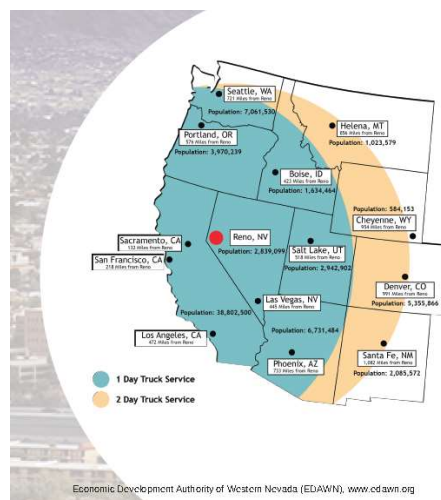 Seattle, WA
721 Miles from Reno
Population: 7,061,530
Portland, OR
579 Miles from Reno
Population: 3,970,239
Helena, MT
856 Miles from Reno
Population: 1,023,579
Boise, ID
423 Miles from Reno
Population: 1,634,464
Population: 584,153
Cheyenne, WY
954 Miles from Reno
Reno, NV
Population: 2,839,099
Sacramento, CA
132 Miles from Reno
San Francisco, CA
218 Miles from Reno
Salt Lake, UT
518 Miles from Reno
Population: 2,942,902
Denver, CO
991 Miles from Reno
Population: 5,355,866
Las Vegas, NV
445 Miles from Reno
Population: 38,802,500
Population: 6,731,484
Los Angeles, CA
472 Miles from Reno
Phoenix, AZ
733 Miles from Reno
Santa Fe, NM
Miles from Reno
Population: 2,085,572
1 Day Truck Service
2 Day Truck Service
Economic Development Authority of Western Nevada (EDAWN), www.edawn.org